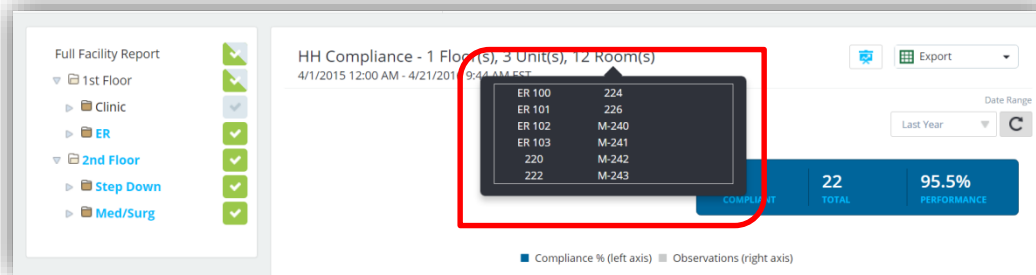 Full Facility Report
1st Floor
Clinic
ER
2nd Floor
Step Down
Med/Surg
HH Compliance - 1 Floor(s), 3 Unit(s), 12 Room(s)
4/1/2015 12:00 AM - 4/21/2016 9:44 AM EST
Export
ER 100 224
ER 101 226
ER 102 M-240
ER 103 M-241
220 M-242
222 M-243
Date Range
Last Year
22 95.5%
COMPLIANT TOTAL PERFORMANCE
Compliance % (left axis) Observations (right axis)